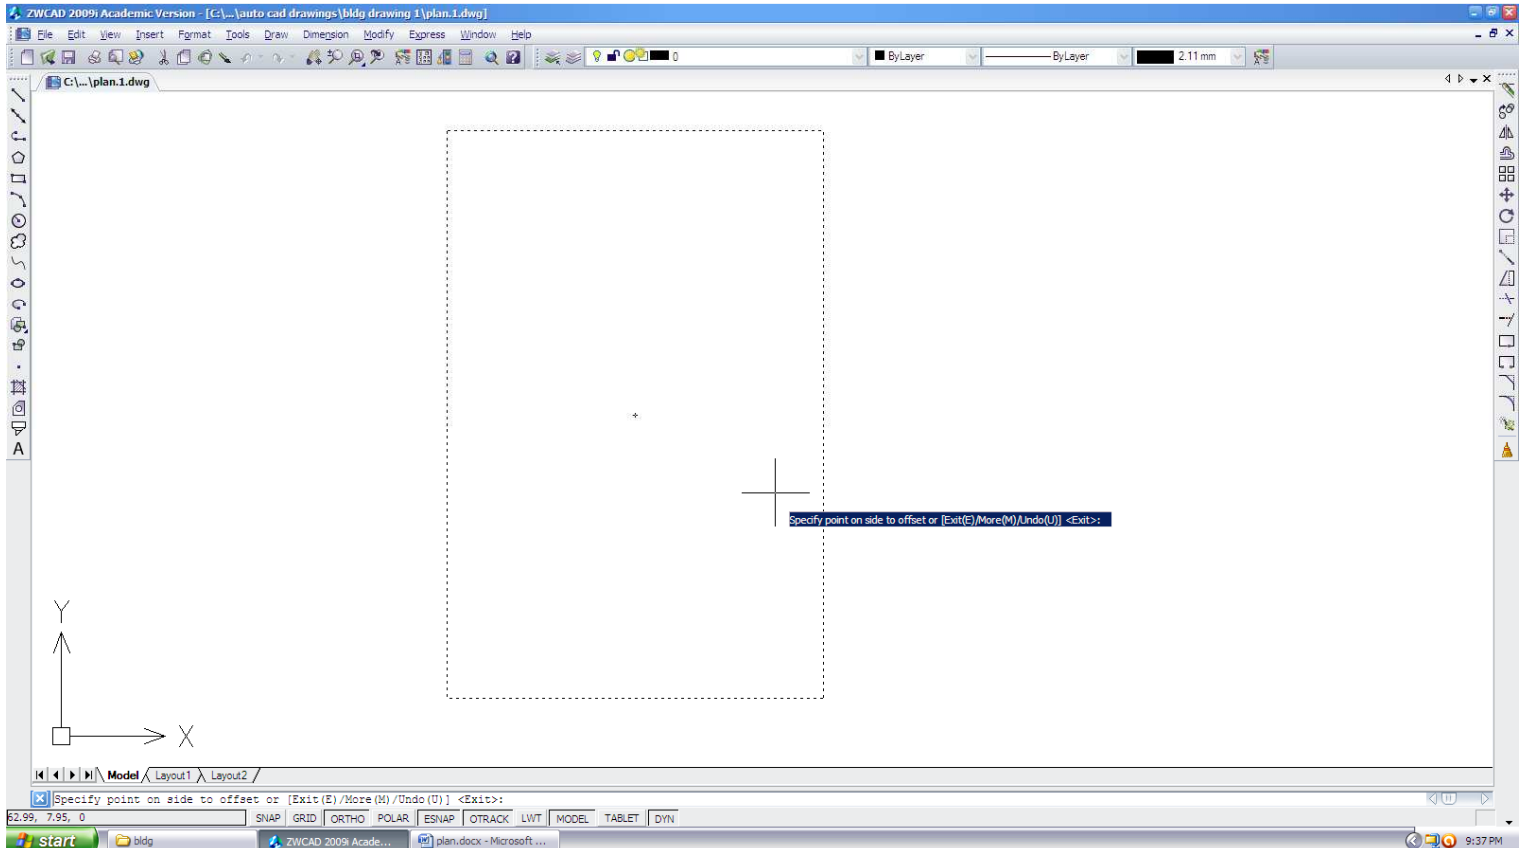 ZWCAD 2009i Academic Version - [C:\...\auto cad drawings\bldg drawing 1\plan.1.dwg]
File Edit View Insert Format Tools Draw Dimension Modify Express Window Help
0 ByLayer ByLayer 2.11 mm
C:\...\plan.1.dwg
Specify point on side to offset or [Exit(E)/More(M)/Undo(U)] <Exit>:
Y
X
Model Layout1 Layout2
Specify point on side to offset or [Exit(E)/More(M)/Undo(U)] <Exit>:
62.99, 7.95, 0 SNAP GRID ORTHO POLAR ESNAP OTRACK LWT MODEL TABLET DYN
start bldg ZWCAD 2009i Acade... plan.docx - Microsoft ... 9:37 PM
A